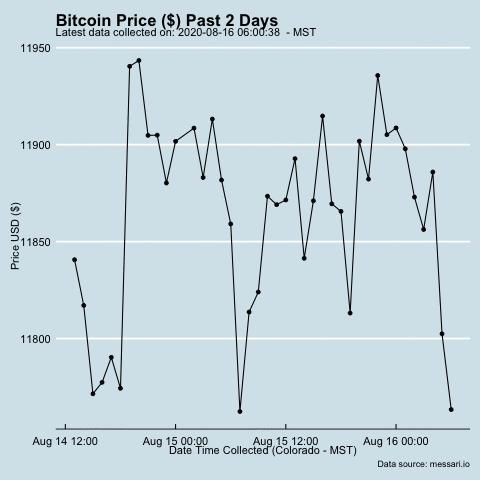 Bitcoin Price ($) Past 2 Days
Latest data collected on: 2020-08-16 06:00:38  - MST
11950
11900
11850
11800
Price USD ($)
Aug 14 12:00
Aug 15 00:00
Aug 15 12:00
Aug 16 00:00
Date Time Collected (Colorado - MST)
Data source: messari.io